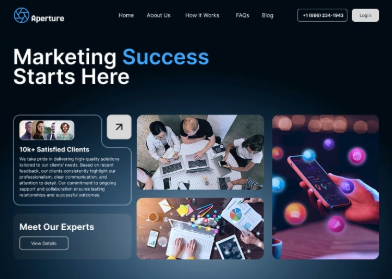 Aperture
Home
About Us
How it Works
FAQs
Blog
+1 (986) 234-1943
Login
Marketing Success
Starts Here
10k+ Satisfied Clients
We take pride in delivering high-quality solutions
tailored to our clients' needs. Based on recent
feedback, our clients consistently highlight our
professionalism, clear communication, and
attention to detail. Our commitment to ongoing
support and collaboration ensures lasting
relationships and successful outcomes.
Meet Our Experts
View Details